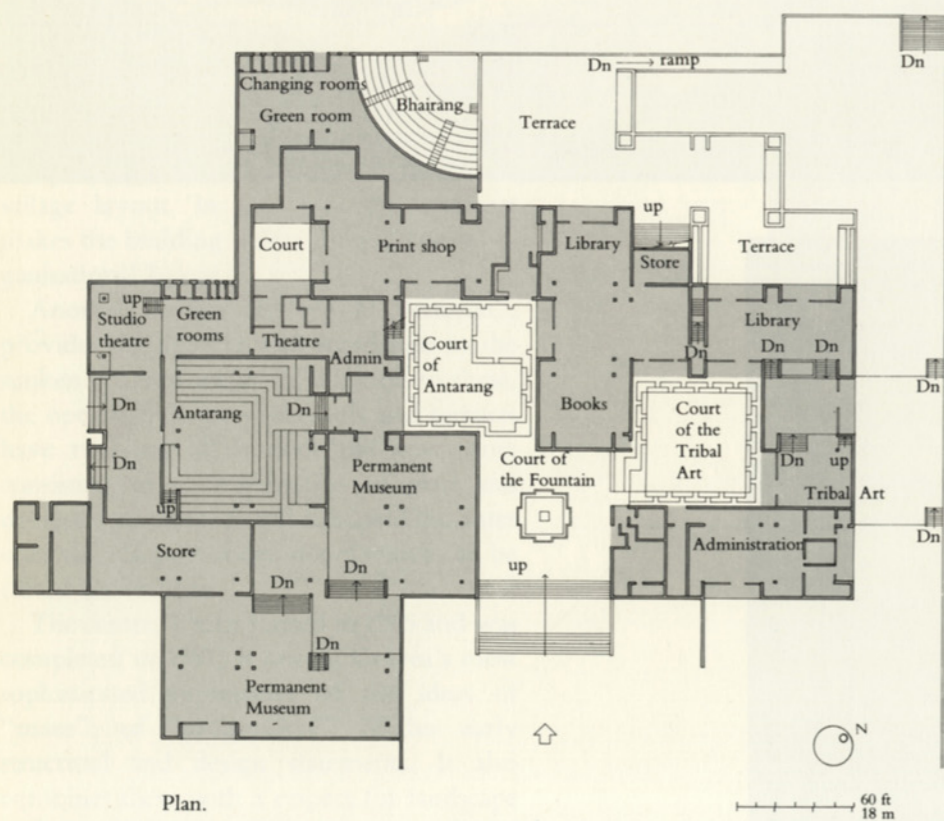 Dn
ramp
Dn
Changing rooms
Green room
Bhairang
Terrace
up
Court
Print shop
Library
Store
Terrace
up
Studio
theatre
Green
rooms
Theatre
Admin
Court
of
Antarang
Dn
Library
Dn
Dn
Dn
Dn
Antarang
Dn
Books
Court
of the
Tribal
Art
Dn
Permanent
Museum
Court of
the Fountain
Dn
up
Tribal Art
up
Store
Dn
Dn
up
Administration
Dn
Dn
Permanent
Museum
N
Plan.
60 ft
18 m